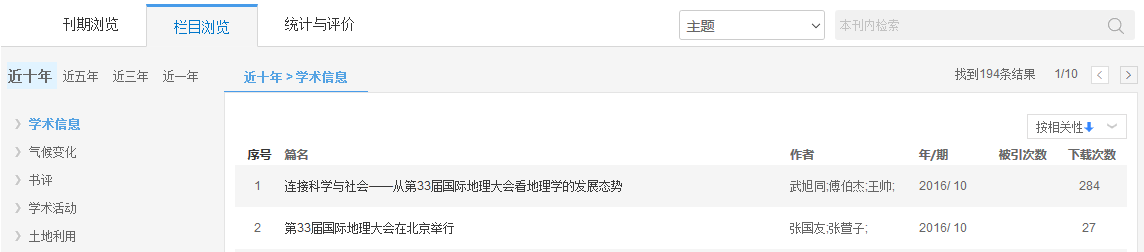 刊期浏览 栏目浏览 统计与评价 主题 本刊内检索
近十年 近五年 近三年 近一年 近十年 > 学术信息 找到194条结果 1/10
学术信息 按相关性
气候变化 序号 篇名 作者 年/期 被引次数 下载次数
书评 1 连接科学与社会——从第33届国际地理大会看地理学的发展态势 武旭同;傅伯杰;王帅; 2016/ 10 284
学术活动
土地利用 2 第33届国际地理大会在北京举行 张国友;张萱子; 2016/ 10 27